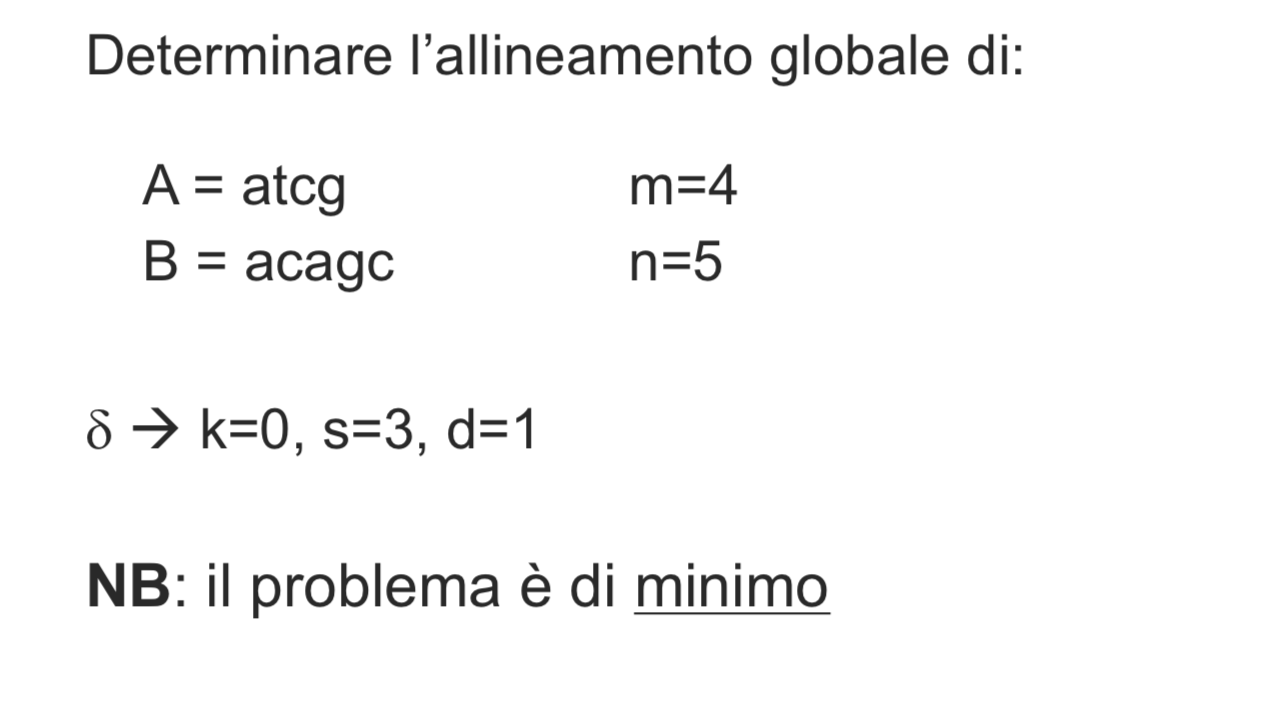 Determinare l’allineamento globale di:
A = atcg m=4
B = acagc n=5
δ → k=0, s=3, d=1
NB: il problema è di minimo